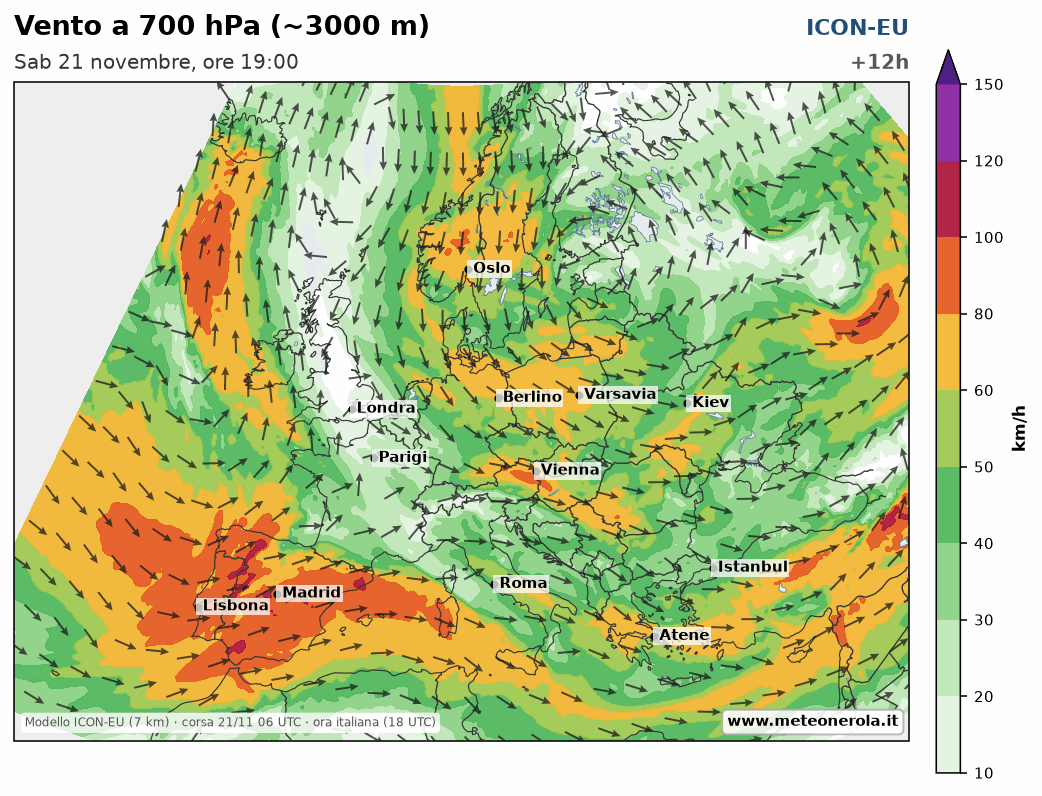 Vento a 700 hPa (~3000 m)
ICON-EU
Sab 21 novembre, ore 19:00
+12h
150
120
100
80
60
50
40
30
20
10
km/h
Oslo
Londra
Berlino
Varsavia
Kiev
Parigi
Vienna
Roma
Istanbul
Madrid
Lisbona
Atene
Modello ICON-EU (7 km) · corsa 21/11 06 UTC · ora italiana (18 UTC)
www.meteonerola.it